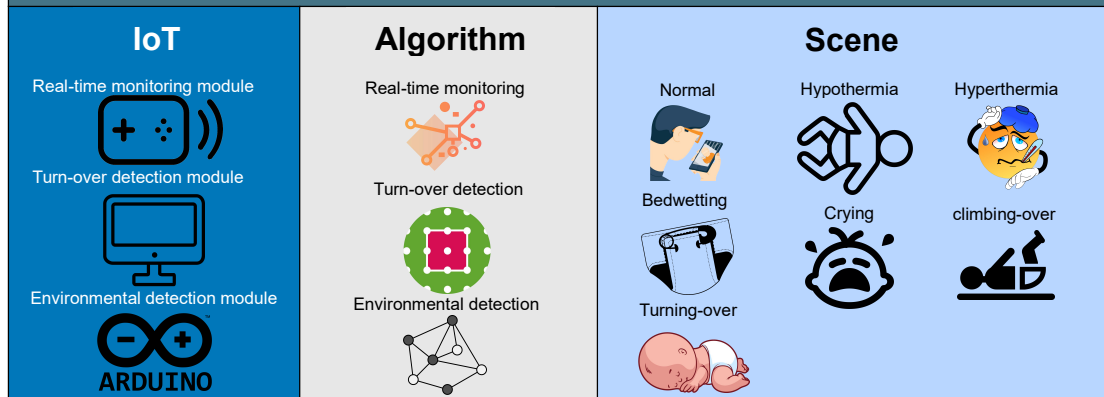 IoT
Real-time monitoring module
Turn-over detection module
Environmental detection module
ARDUINO
Algorithm
Real-time monitoring
Turn-over detection
Environmental detection
Scene
Normal
Hypothermia
Hyperthermia
Bedwetting
Crying
climbing-over
Turning-over